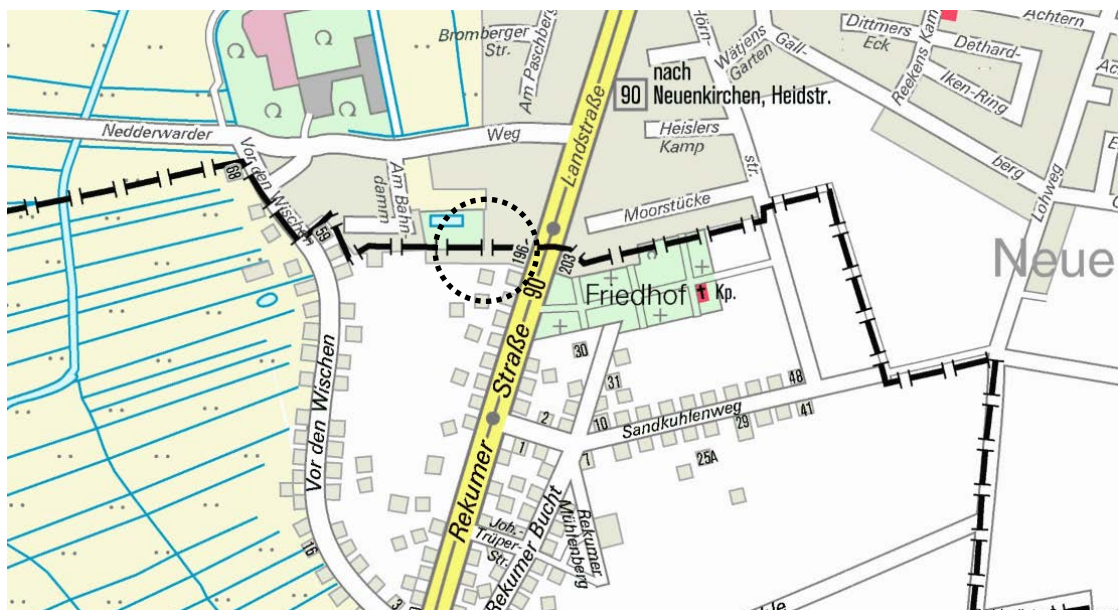 Bromberger
Str.
Am Paschberg
nach
90 Neuenkirchen, Heidstr.
Hörn-
Wätjens
Garten
Gall-
Dittmers
Eck
Reekens Kamp
Achtern
Dethard-
Iken-Ring
berg
Lohweg
Nedderwarder
Weg
Vor den Wischen
Am Bahn-
damm
Landstraße
Heislers
Kamp
str.
Moorstücke
68
59
196
203
90
Friedhof
Kp.
Neue
30
31
48
2
10
Sandkuhlenweg
29
41
1
7
25A
Vor den Wischen
Rekumer Straße
16
3
Joh.-
Trüper-
Str.
Rekumer Bucht
Rekumer
Mühlenberg